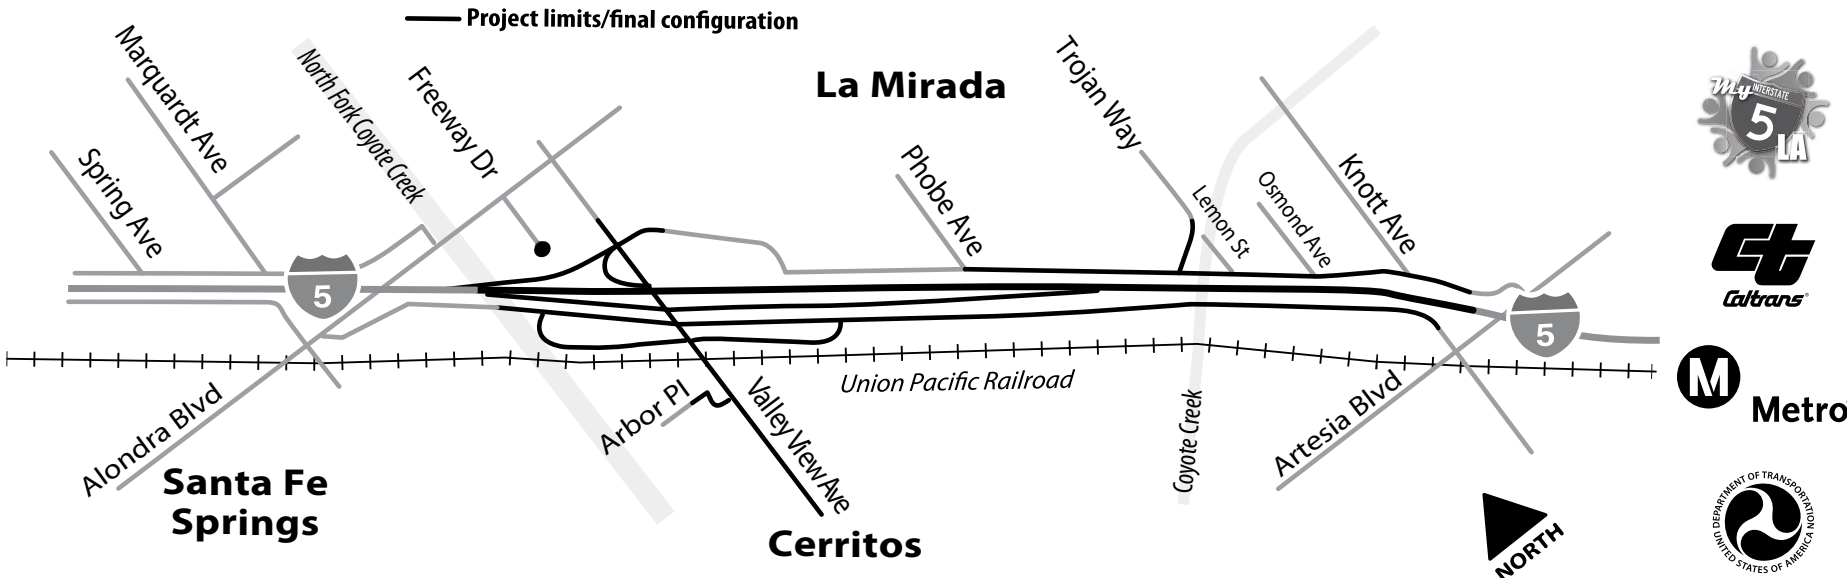 Project limits/final configuration
Marquardt Ave
Spring Ave
North Fork Coyote Creek
Freeway Dr
La Mirada
Trojan Way
Phobe Ave
Lemon St
Osmond Ave
Knott Ave
My
INTERSTATE
5
LA
Caltrans
5
5
Union Pacific Railroad
Alondra Blvd
Arbor Pl
Valley View Ave
Coyote Creek
Artesia Blvd
M
Metro
Santa Fe
Springs
Cerritos
NORTH
DEPARTMENT OF TRANSPORTATION
UNITED STATES OF AMERICA